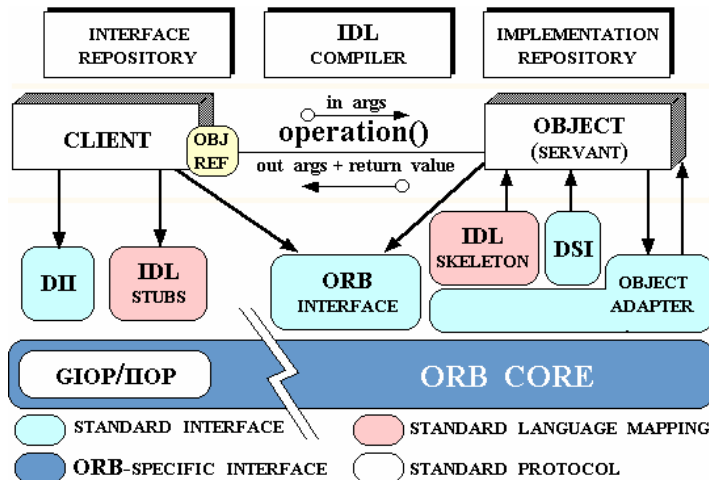 INTERFACE
REPOSITORY
IDL
COMPILER
IMPLEMENTATION
REPOSITORY
in args
CLIENT
OBJ
REF
operation()
OBJECT
(SERVANT)
out args + return value
DII
IDL
STUBS
ORB
INTERFACE
IDL
SKELETON
DSI
OBJECT
ADAPTER
GIOP/IIOP
ORB CORE
STANDARD INTERFACE
STANDARD LANGUAGE MAPPING
ORB-SPECIFIC INTERFACE
STANDARD PROTOCOL